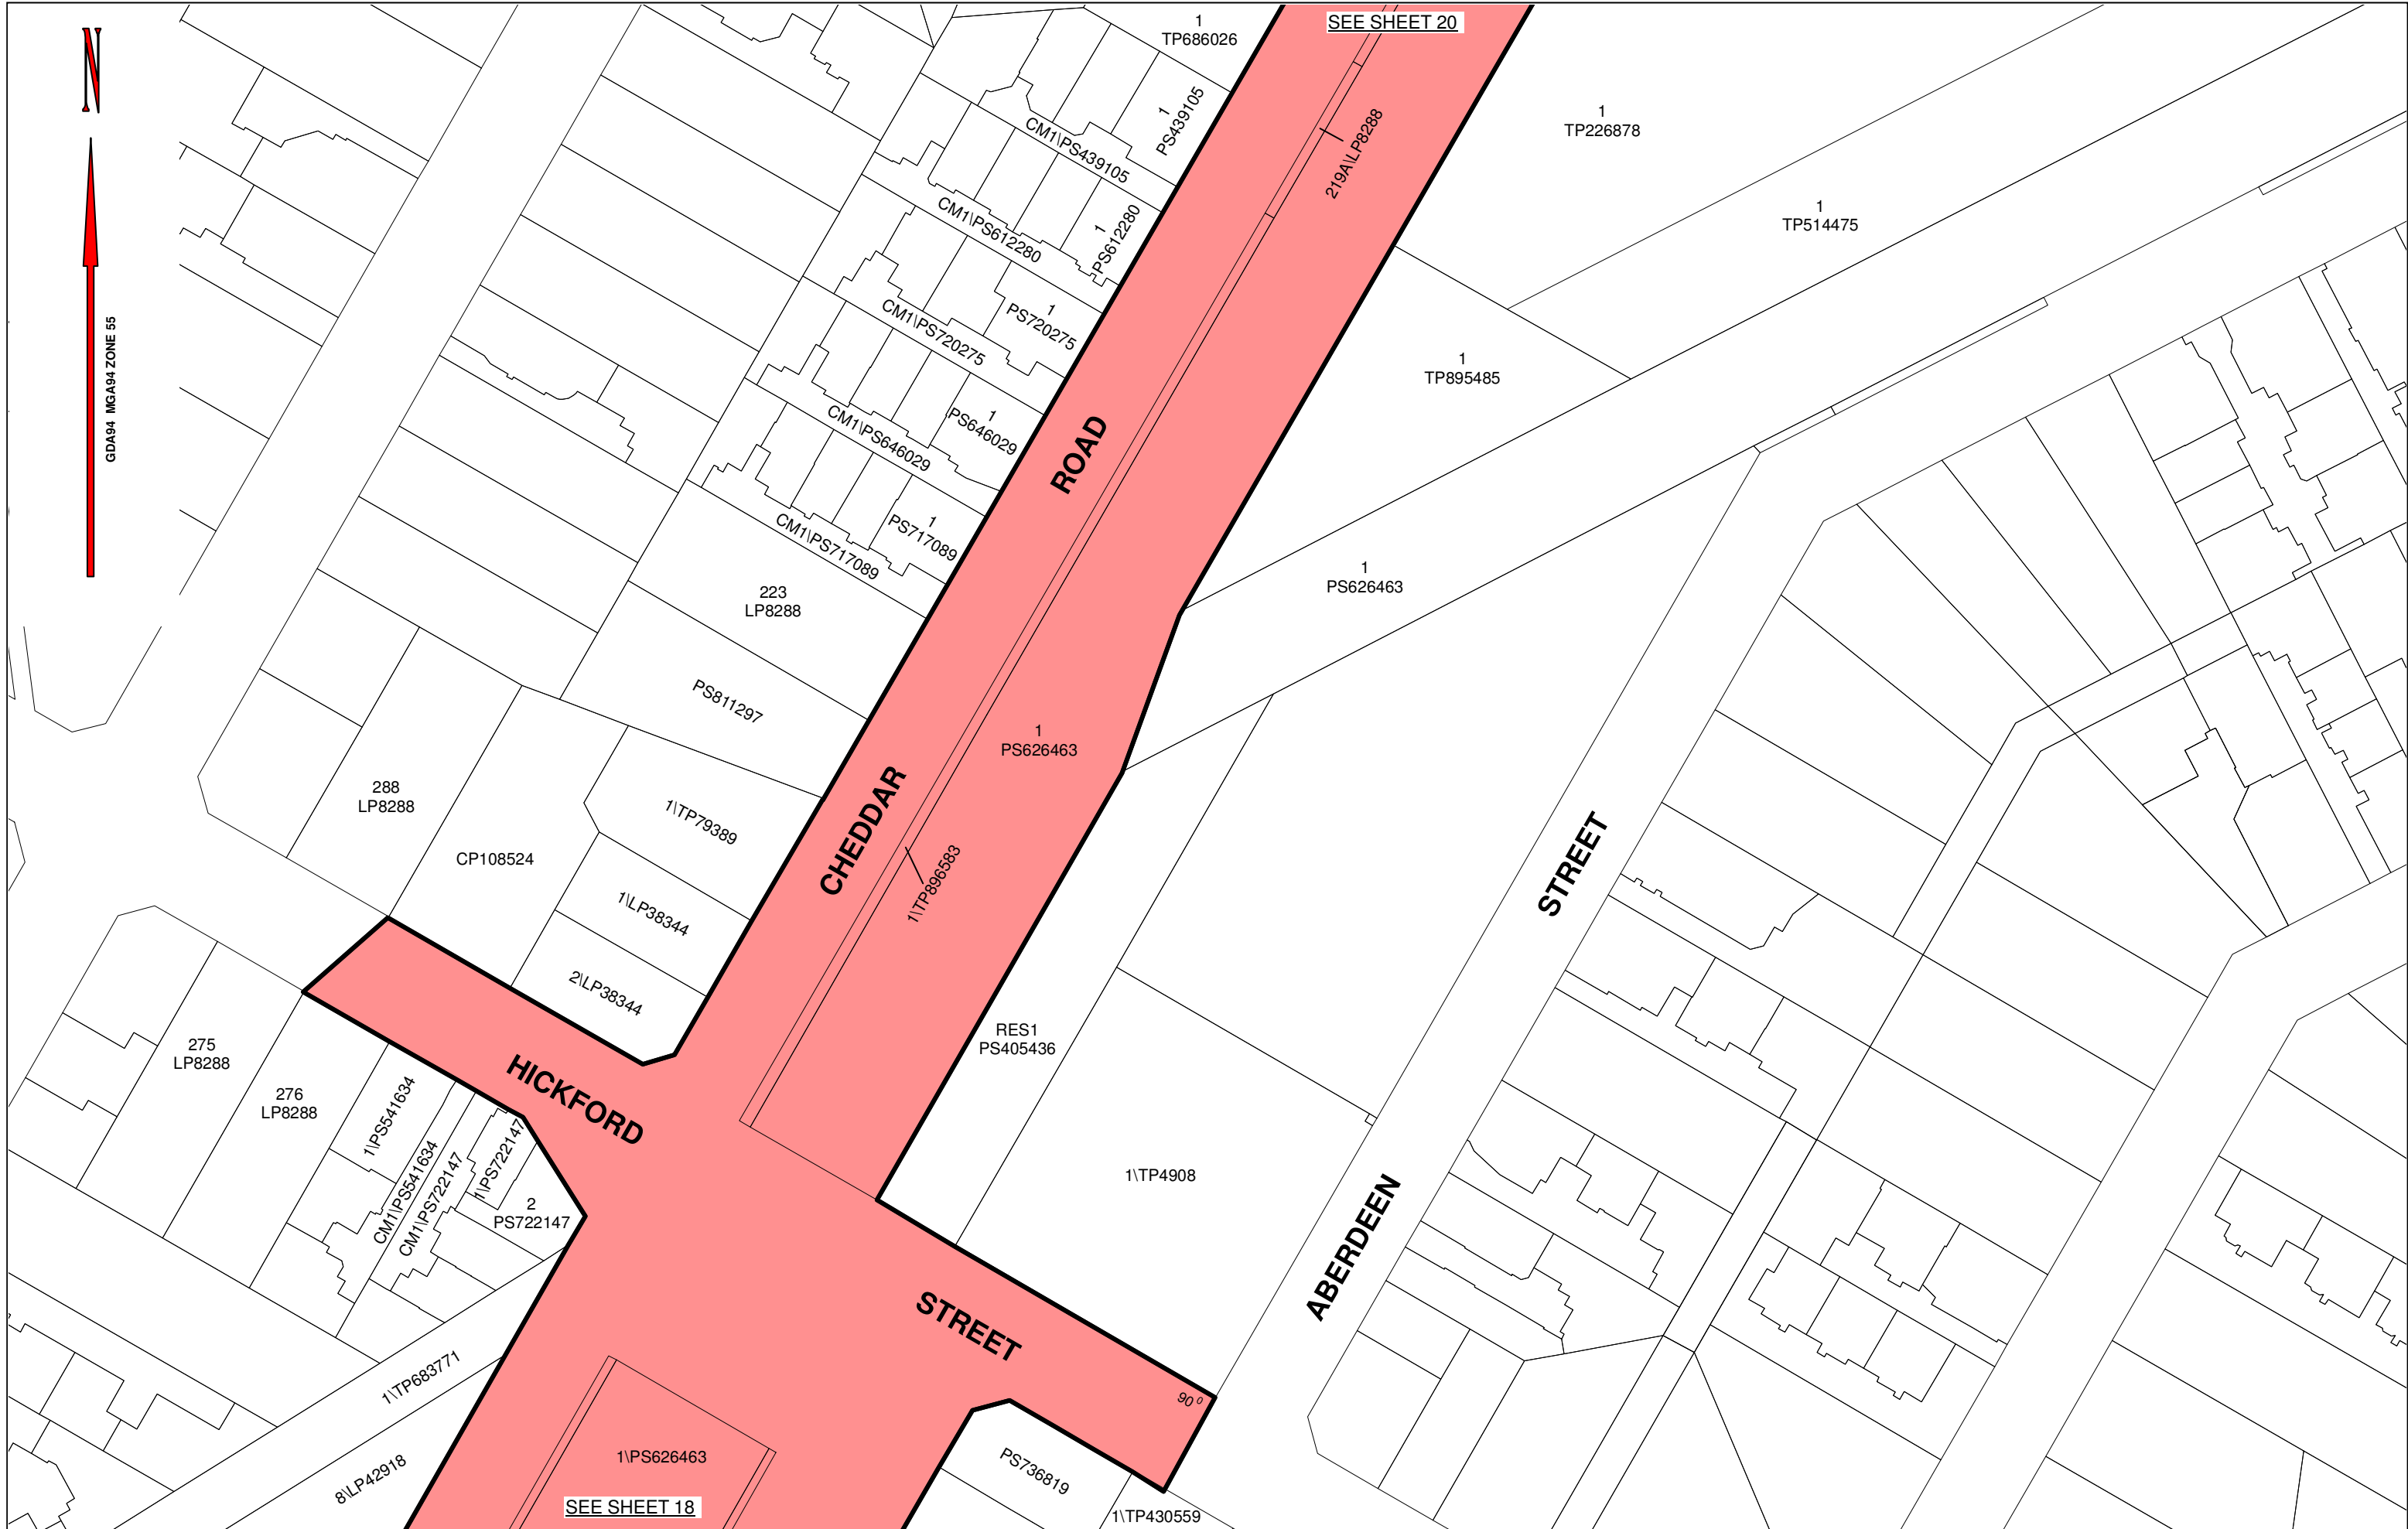 SEE SHEET 20
N
GDA94 MGA94 ZONE 55
1
TP686026
1
PS439105
CM1\PS439105
219A\LP8288
1
TP226878
1
TP514475
CM1\PS612280
1
PS612280
CM1\PS720275
1
PS720275
1
TP895485
CM1\PS646029
1
PS646029
ROAD
CM1\PS717089
1
PS717089
223
LP8288
1
PS626463
PS811297
1
PS626463
288
LP8288
1\TP79389
CHEDDAR
CP108524
1\TP896583
STREET
1\LP38344
2\LP38344
275
LP8288
276
LP8288
RES1
PS405436
HICKFORD
1\PS541634
CM1\PS541634
CM1\PS722147
1\PS722147
2
PS722147
1\TP4908
ABERDEEN
STREET
1\TP683771
90°
8\LP42918
1\PS626463
SEE SHEET 18
PS736819
1\TP430559